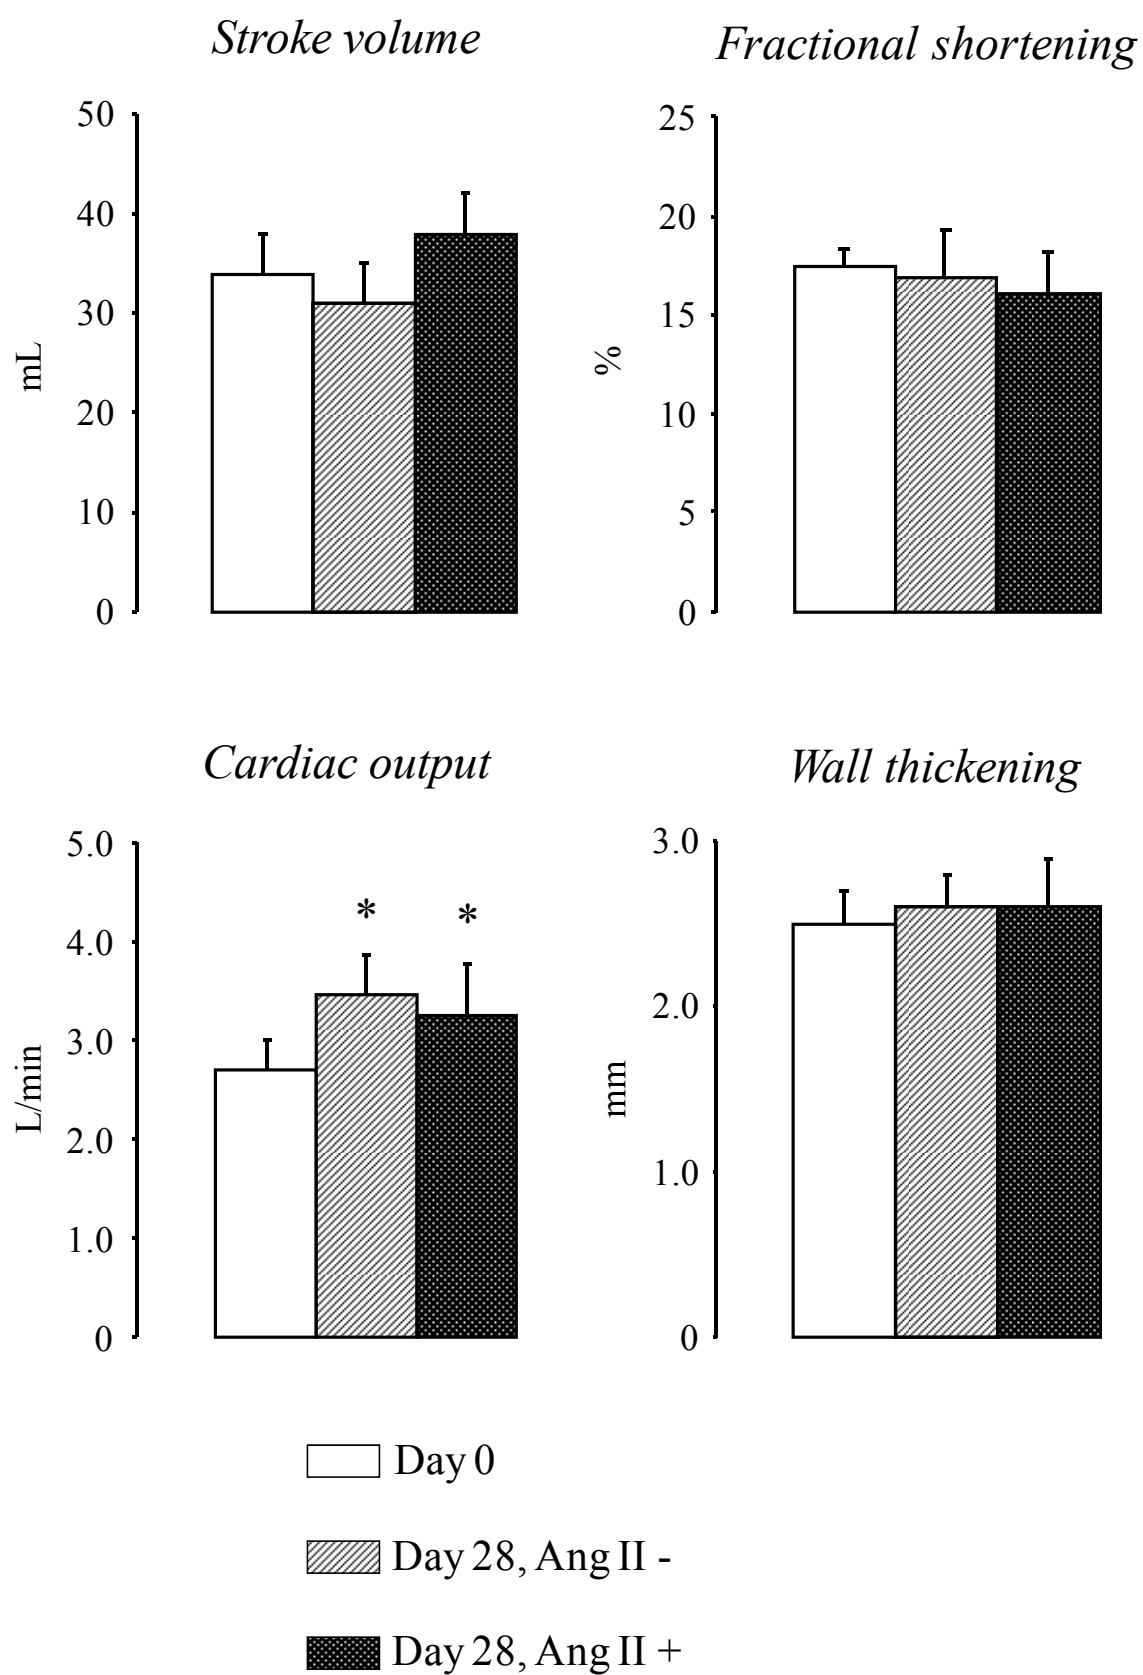 Stroke volume
50
40
30
20
10
0
mL
Fractional shortening
25
20
15
10
5
0
%
Cardiac output
5.0
4.0
3.0
2.0
1.0
0
L/min
* *
Wall thickening
3.0
2.0
1.0
0
mm
Day 0
Day 28, Ang II -
Day 28, Ang II +